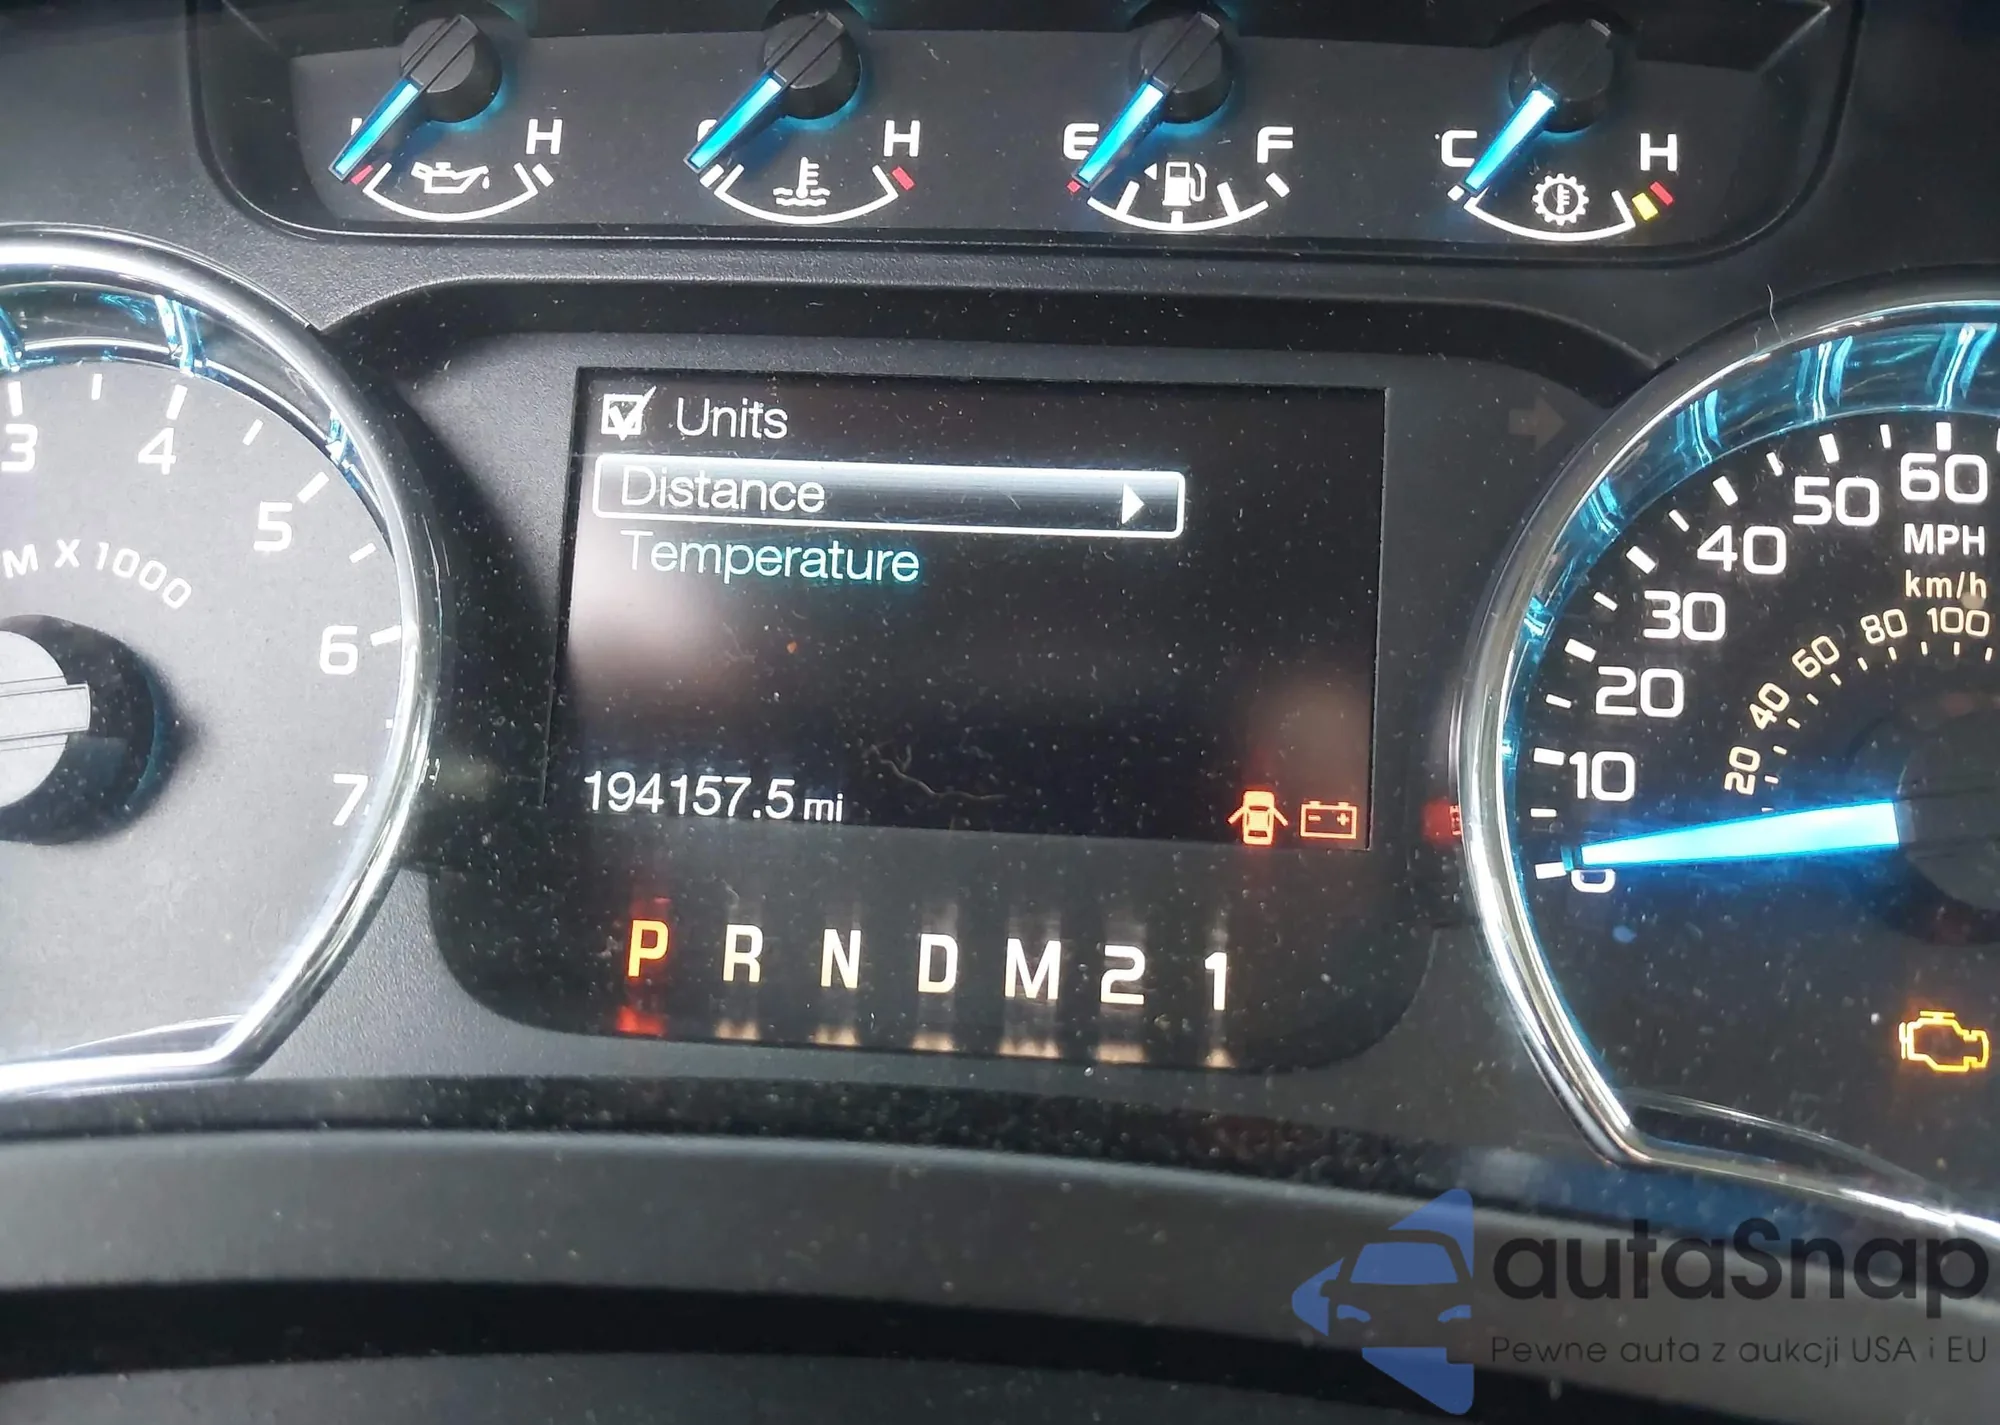 H
H
E F
C H
3 4 5 6 7
M X 1000
Units
Distance
Temperature
194157.5 mi
P R N D M 2 1
0 10 20 30 40 50 60
MPH
km/h
20 40 60 80 100
autaSnap
Pewne auta z aukcji USA i EU